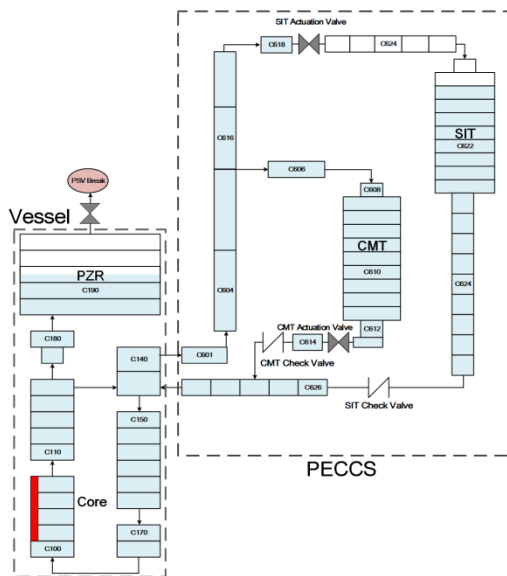 SIT Actuation Valve
C618
C624
C616
SIT
C622
C606
C608
PSV Break
Vessel
CMT
C610
PZR
C190
C604
C624
C612
CMT Actuation Valve
C614
C180
C140
C601
CMT Check Valve
C626
SIT Check Valve
C150
C110
PECCS
Core
C170
C100